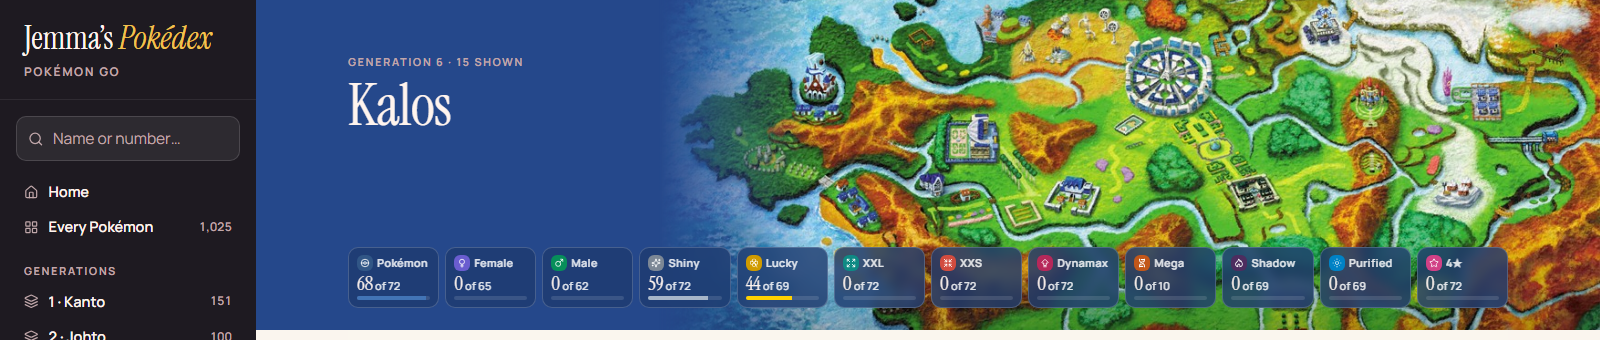 Jemma's Pokédex
POKÉMON GO
Name or number...
Home
Every Pokémon 1,025
GENERATIONS
1 · Kanto 151
2 · Johto 100
GENERATION 6 · 15 SHOWN
Kalos
Pokémon
68 of 72
Female
0 of 65
Male
0 of 62
Shiny
59 of 72
Lucky
44 of 69
XXL
0 of 72
XXS
0 of 72
Dynamax
0 of 72
Mega
0 of 10
Shadow
0 of 69
Purified
0 of 69
4★
0 of 72